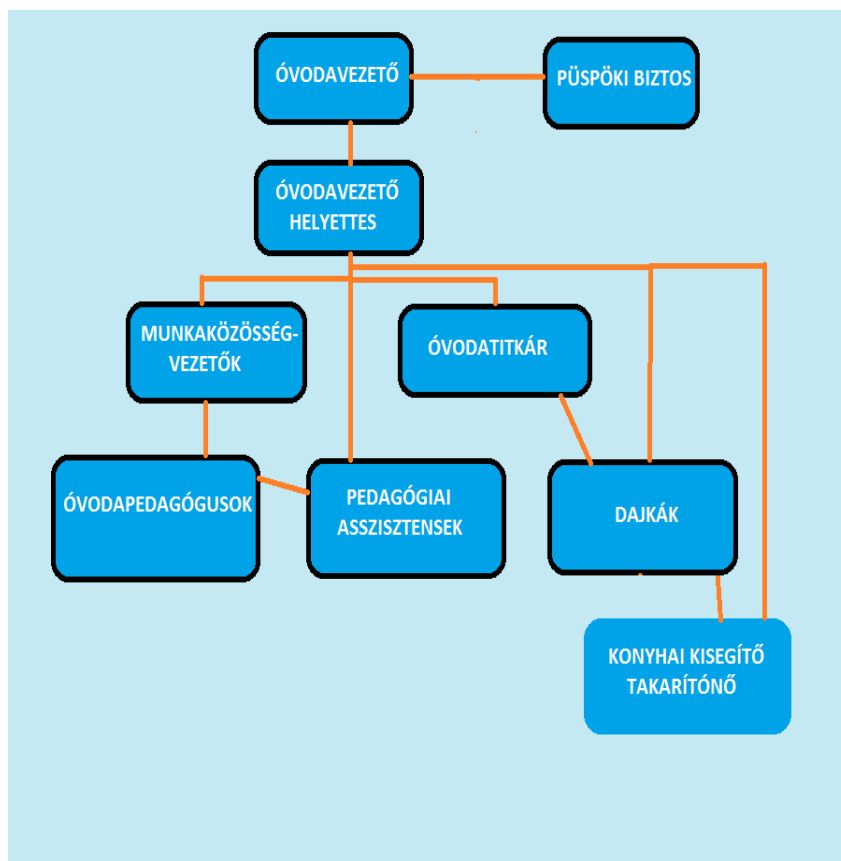 ÓVODAVEZETŐ
PÜSPÖKI BIZTOS
ÓVODAVEZETŐ
HELYETTES
MUNKAKÖZÖSSÉG-
VEZETŐK
ÓVODATITKÁR
ÓVODAPEDAGÓGUSOK
PEDAGÓGIAI
ASSZISZTENSEK
DAJKÁK
KONYHAI KISEGÍTŐ
TAKARÍTÓNŐ